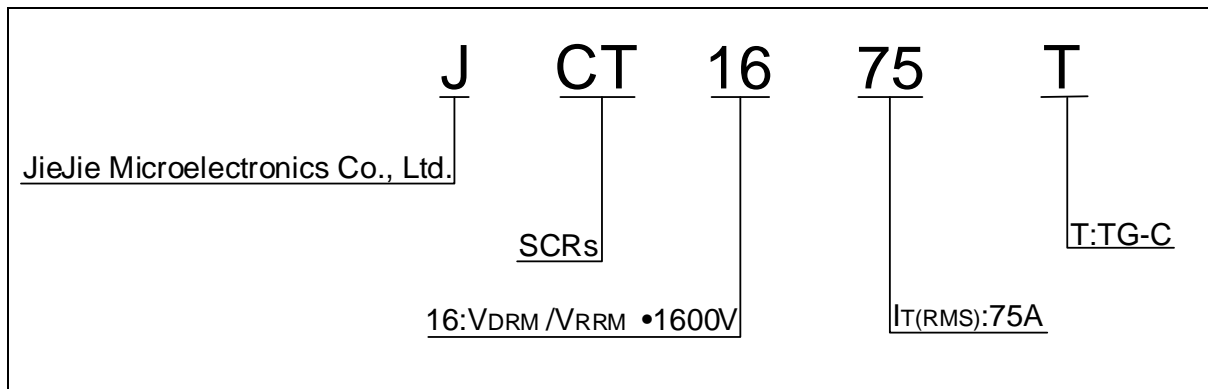 J CT 16 75 T
JieJie Microelectronics Co., Ltd.
SCRs
T:TG-C
16:VDRM /VRRM •1600V
IT(RMS):75A